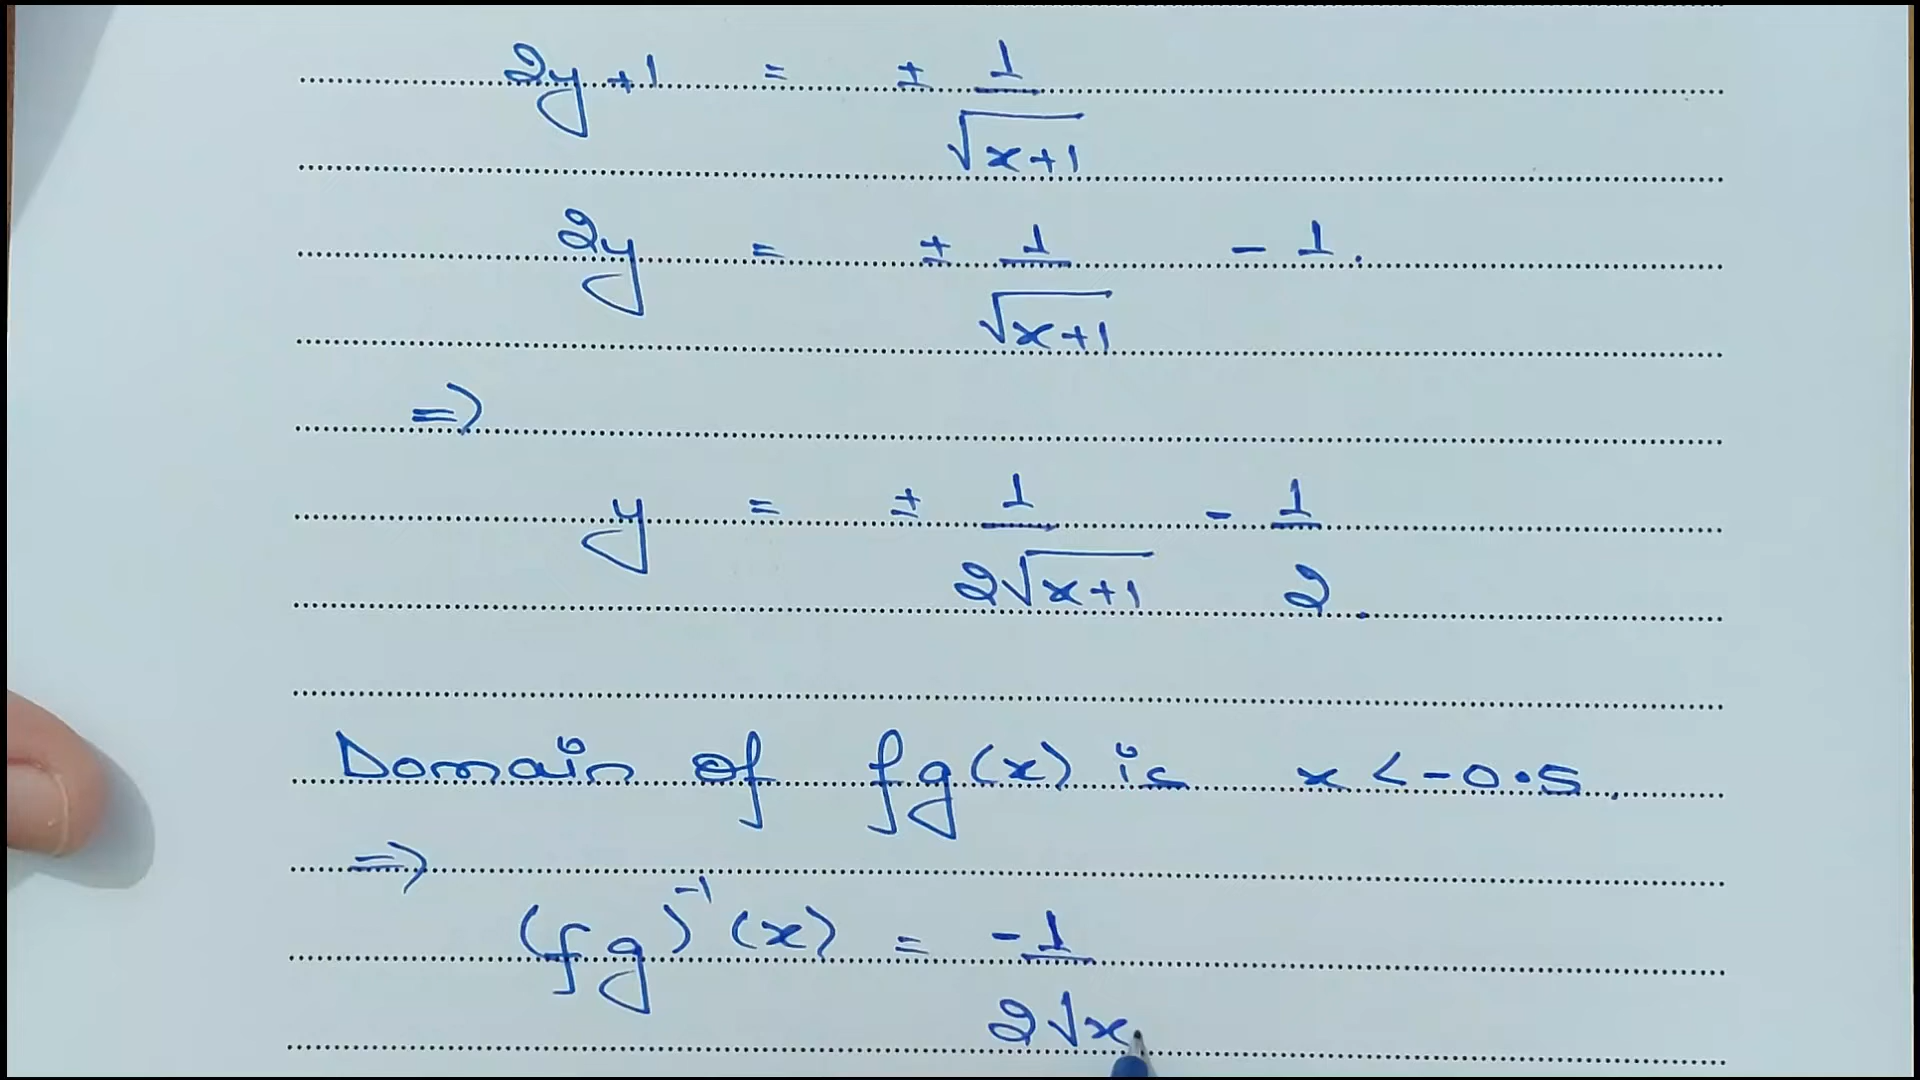 2y + 1 = ± 1/√(x+1)
2y = ± 1/√(x+1) - 1.
⇒
y = ± 1/(2√(x+1)) - 1/2.
Domain of fg(x) is x < -0.5.
⇒
(fg)⁻¹(x) = -1/(2√x